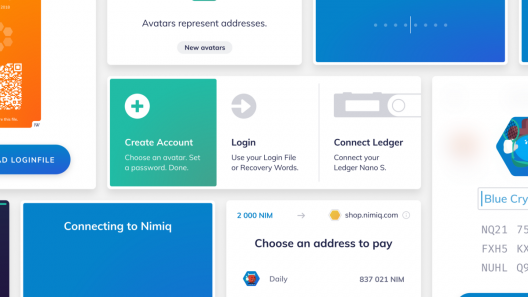 Avatars represent addresses.
New avatars
AD LOGINFILE
Create Account
Choose an avatar. Set
a password. Done.
Login
Use your Login File
or Recovery Words.
Connect Ledger
Connect your
Ledger Nano S.
Blue Cry
NQ21 75
FXH5 KX
NUHL Q9
Connecting to Nimiq
2 000 NIM
shop.nimiq.com
Choose an address to pay
Daily
837 021 NIM